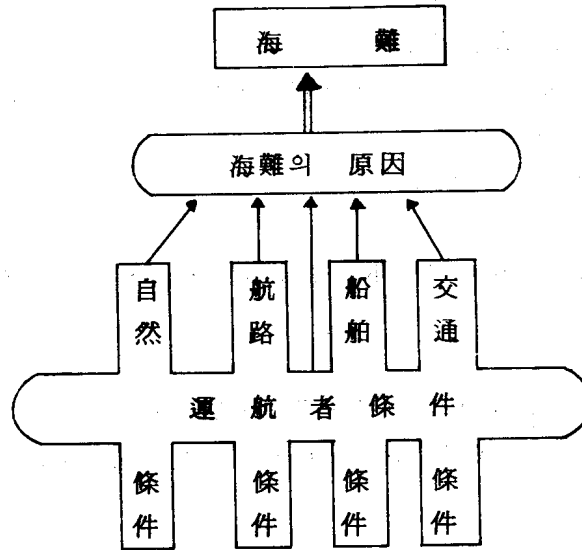 海難
海難의 原因
自然 航路 船舶 交通
運航者條件
條件 條件 條件 條件